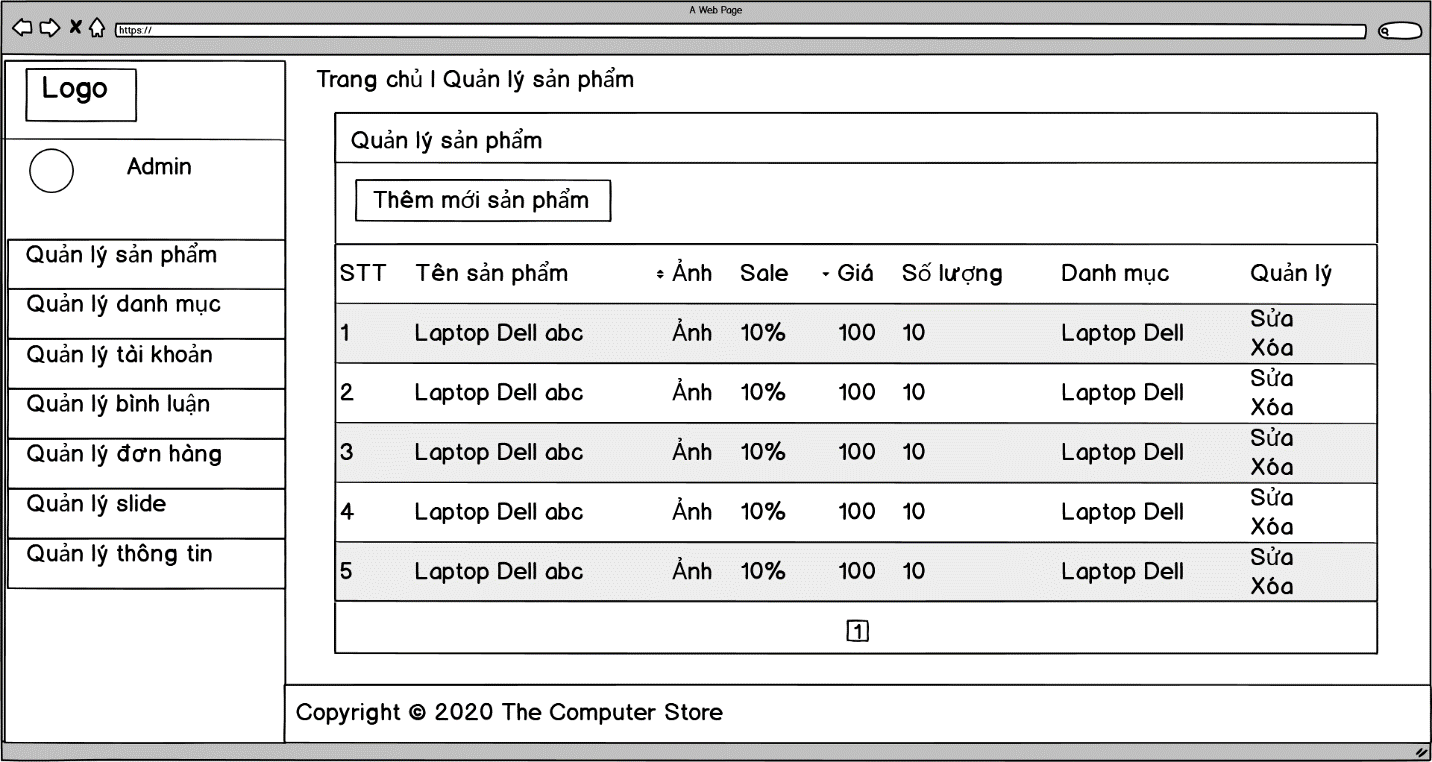 A Web Page
https://
Logo
Admin
Quản lý sản phẩm
Quản lý danh mục
Quản lý tài khoản
Quản lý bình luận
Quản lý đơn hàng
Quản lý slide
Quản lý thông tin
Trang chủ | Quản lý sản phẩm
Quản lý sản phẩm
Thêm mới sản phẩm
STT Tên sản phẩm Ảnh Sale Giá Số lượng Danh mục Quản lý
1 Laptop Dell abc Ảnh 10% 100 10 Laptop Dell Sửa
Xóa
2 Laptop Dell abc Ảnh 10% 100 10 Laptop Dell Sửa
Xóa
3 Laptop Dell abc Ảnh 10% 100 10 Laptop Dell Sửa
Xóa
4 Laptop Dell abc Ảnh 10% 100 10 Laptop Dell Sửa
Xóa
5 Laptop Dell abc Ảnh 10% 100 10 Laptop Dell Sửa
Xóa
1
Copyright © 2020 The Computer Store